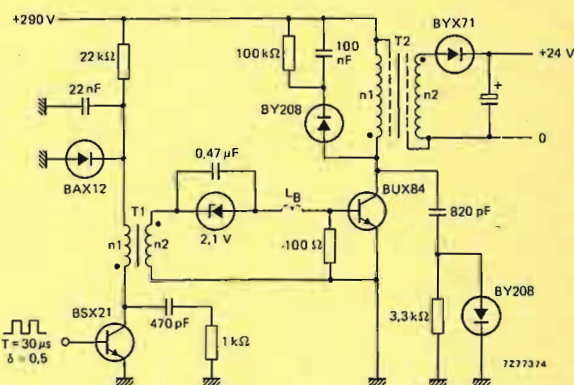 +290 V
22 kΩ
22 nF
BAX12
T1
n1
n2
BSX21
T = 30 μs
δ = 0,5
470 pF
1 kΩ
0,47 μF
2,1 V
L_B
100 Ω
100 kΩ
100 nF
BY208
n1
T2
n2
BYX71
+24 V
+
0
BUX84
820 pF
3,3 kΩ
BY208
7Z77374